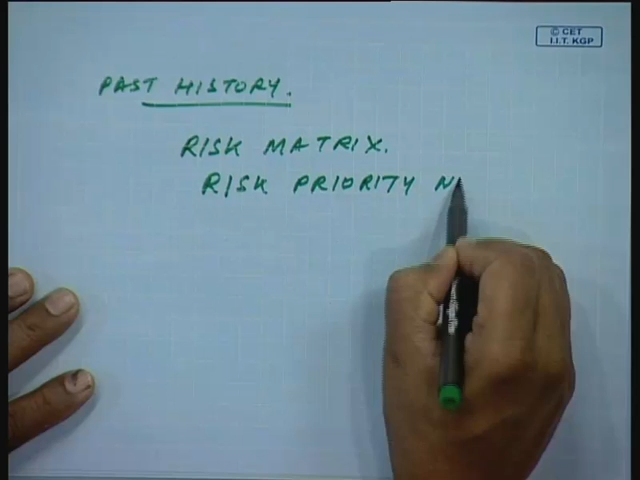 © CET
I.I.T. KGP
PAST HISTORY.
RISK MATRIX.
RISK PRIORITY N